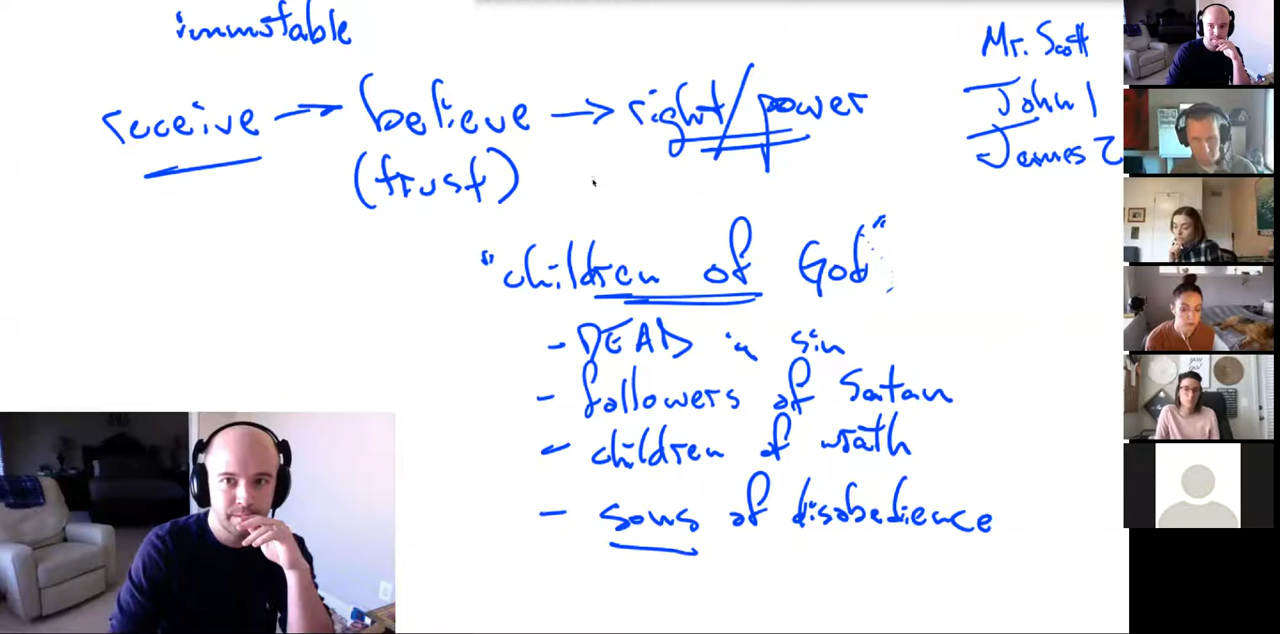 immutable
receive → believe → right/power
(trust)
Mr. Scott
John 1
James 2
"children of God"
- DEAD in sin
- followers of Satan
- children of wrath
- sons of disobedience